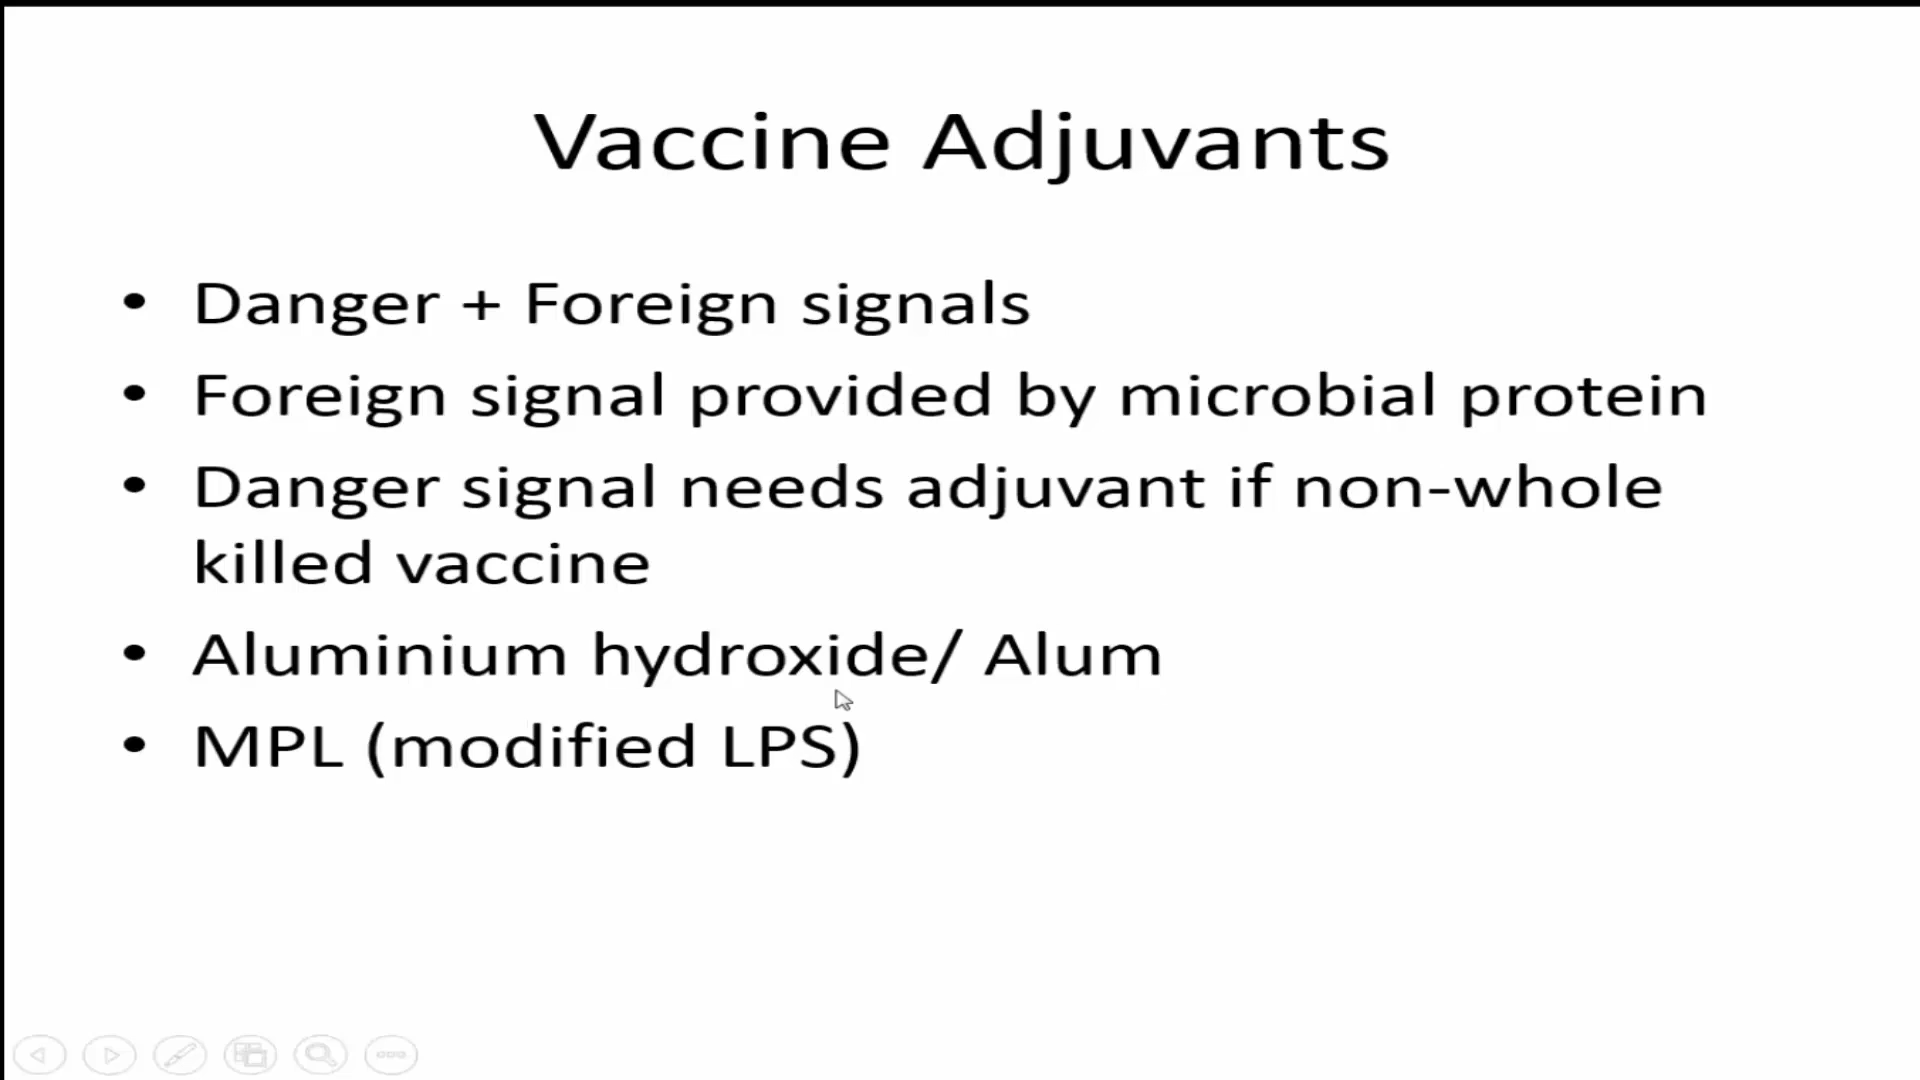 Vaccine Adjuvants
• Danger + Foreign signals
• Foreign signal provided by microbial protein
• Danger signal needs adjuvant if non-whole
killed vaccine
• Aluminium hydroxide/ Alum
• MPL (modified LPS)